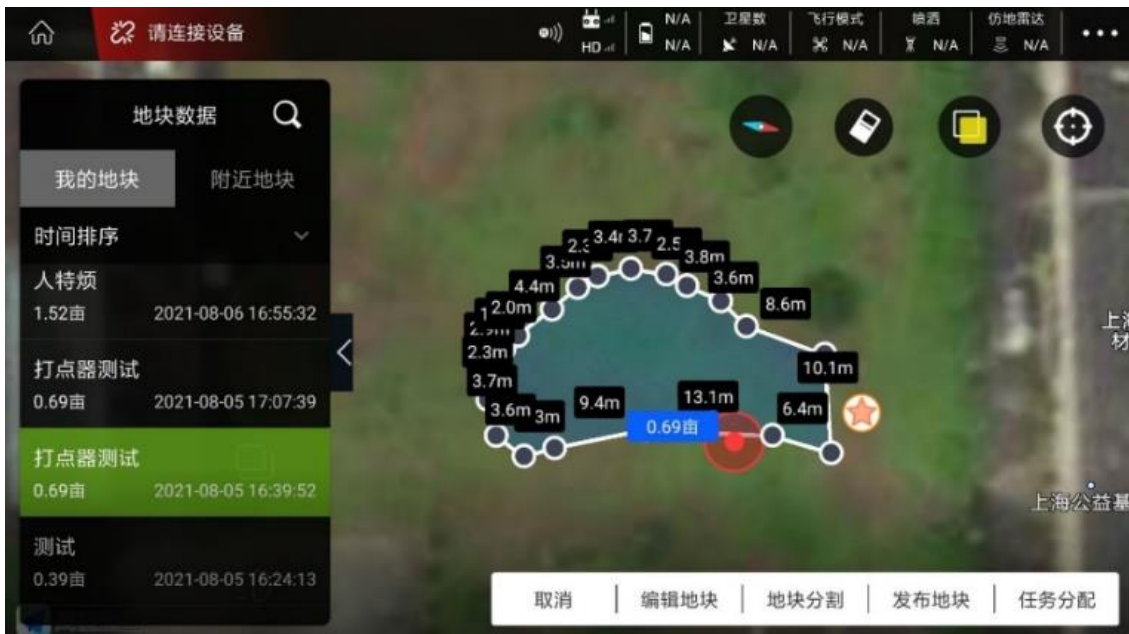 请连接设备
HD
N/A
N/A
卫星数
N/A
飞行模式
N/A
喷洒
N/A
仿地雷达
N/A
地块数据
我的地块
附近地块
时间排序
人特烦
1.52亩
2021-08-06 16:55:32
打点器测试
0.69亩
2021-08-05 17:07:39
打点器测试
0.69亩
2021-08-05 16:39:52
测试
0.39亩
2021-08-05 16:24:13
3.7
3.8m
3.6m
4.4m
2.0m
8.6m
2.3m
10.1m
3.7m
3.6m
3m
9.4m
13.1m
6.4m
0.69亩
上海公益基
取消
编辑地块
地块分割
发布地块
任务分配